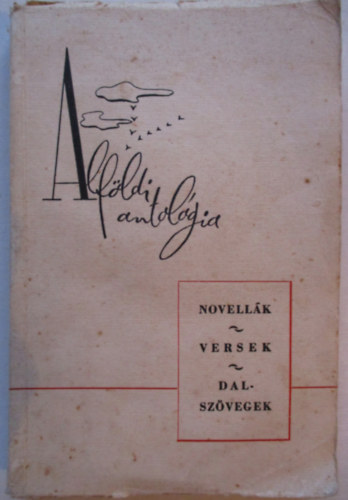 Alföldi
antológia
NOVELLÁK
~
VERSEK
~
DAL-
SZÖVEGEK